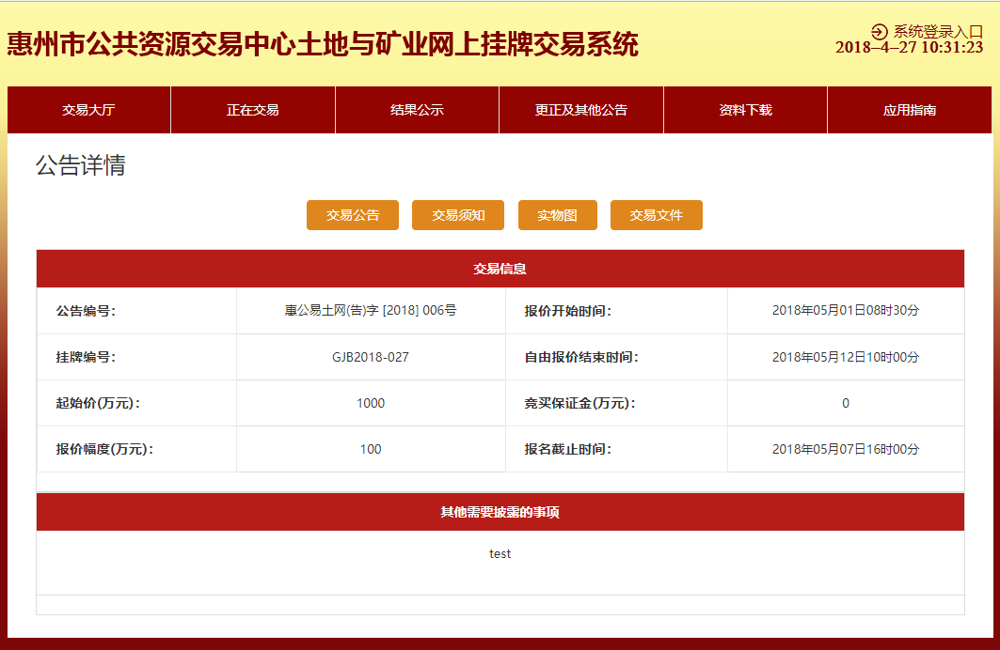 惠州市公共资源交易中心土地与矿业网上挂牌交易系统
系统登录入口
2018-4-27 10:31:23
交易大厅 正在交易 结果公示 更正及其他公告 资料下载 应用指南
公告详情
交易公告 交易须知 实物图 交易文件
交易信息
公告编号: 惠公易土网(告)字 [2018] 006号 报价开始时间: 2018年05月01日08时30分
挂牌编号: GJB2018-027 自由报价结束时间: 2018年05月12日10时00分
起始价(万元): 1000 竞买保证金(万元): 0
报价幅度(万元): 100 报名截止时间: 2018年05月07日16时00分
其他需要披露的事项
test